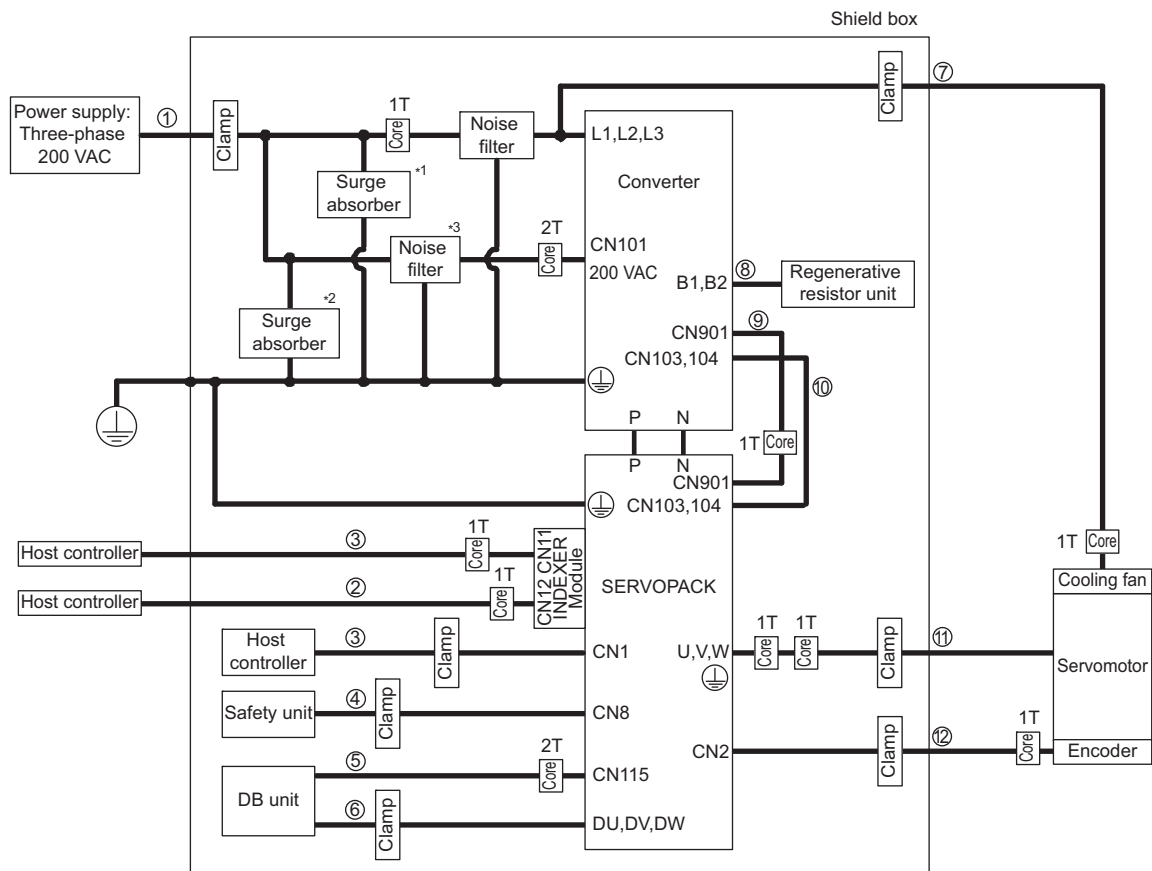 Shield box
Power supply:
Three-phase
200 VAC
①
Clamp
1T
Core
Noise
filter
Clamp
⑦
L1,L2,L3
Converter
Surge
absorber
*1
Noise
filter
*3
2T
Core
CN101
200 VAC
B1,B2
⑧
Regenerative
resistor unit
Surge
absorber
*2
CN901
⑨
CN103,104
⑩
P
N
1T
Core
P
N
CN901
CN103,104
Host controller
③
1T
Core
CN11
Host controller
②
1T
Core
CN12
INDEXER
Module
SERVOPACK
1T
Core
Cooling fan
Servomotor
Encoder
Host
controller
③
Clamp
CN1
U,V,W
1T
Core
1T
Core
Clamp
⑪
Safety unit
④
Clamp
CN8
CN2
Clamp
⑫
1T
Core
DB unit
⑤
2T
Core
CN115
⑥
Clamp
DU,DV,DW